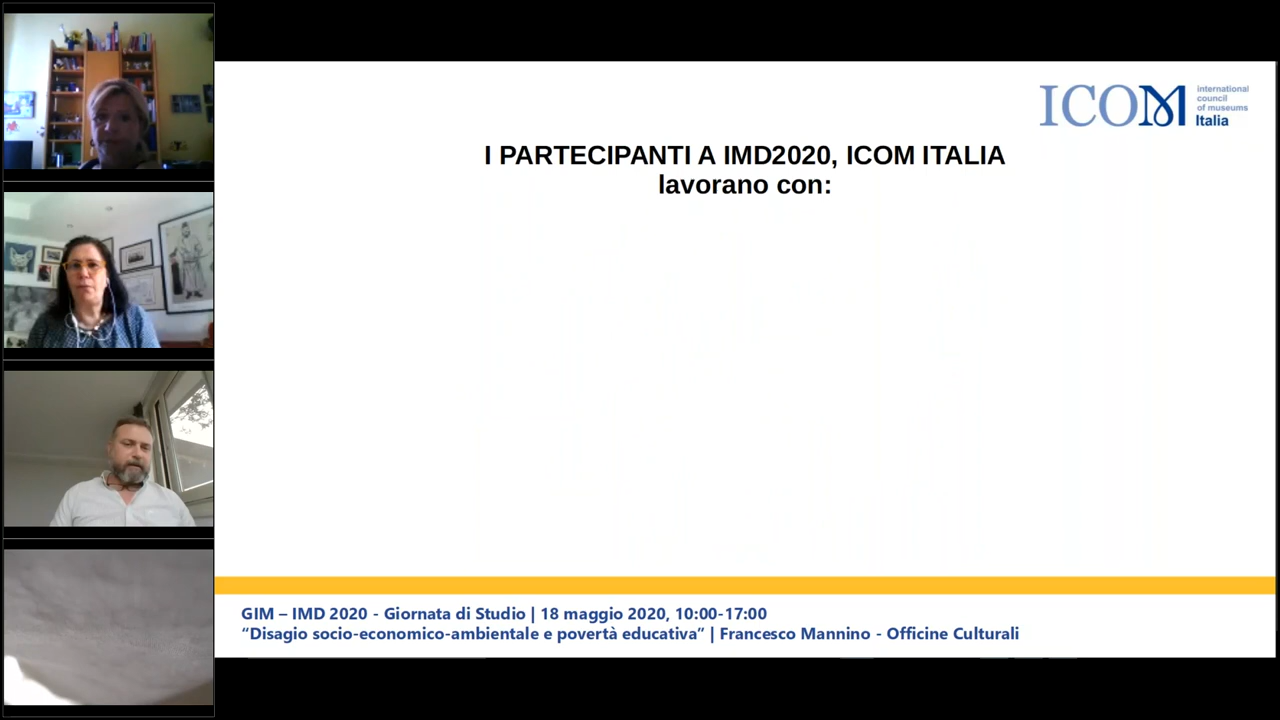 ICOM
international
council
of museums
Italia
I PARTECIPANTI A IMD2020, ICOM ITALIA
lavorano con:
GIM – IMD 2020 - Giornata di Studio | 18 maggio 2020, 10:00-17:00
“Disagio socio-economico-ambientale e povertà educativa” | Francesco Mannino - Officine Culturali